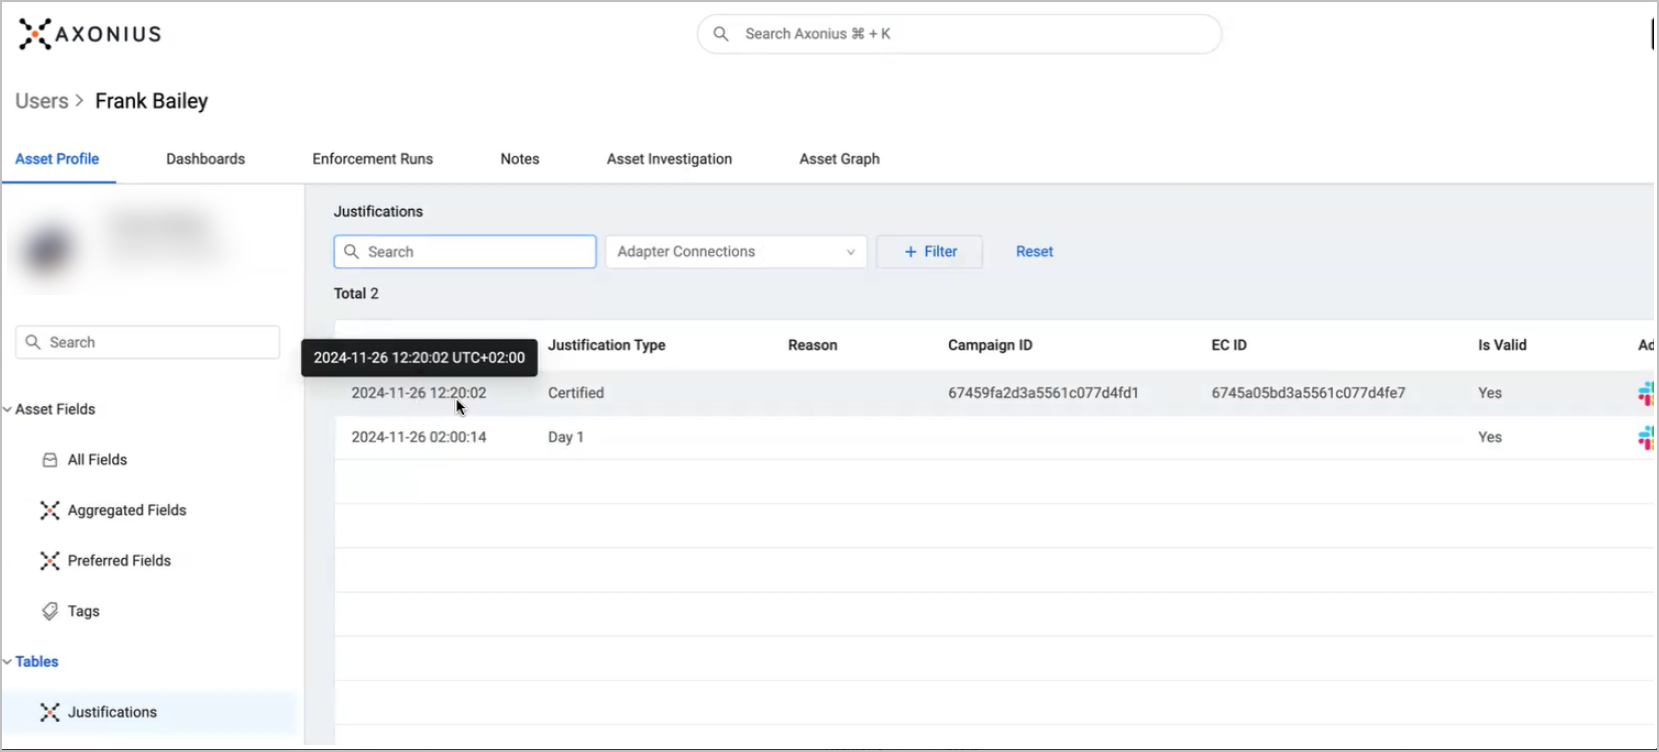 AXONIUS
Search Axonius ⌘ + K
Users > Frank Bailey
Asset Profile Dashboards Enforcement Runs Notes Asset Investigation Asset Graph
Justifications
Search Adapter Connections + Filter Reset
Total 2
Search
2024-11-26 12:20:02 UTC+02:00
Justification Type Reason Campaign ID EC ID Is Valid Ad
2024-11-26 12:20:02 Certified 67459fa2d3a5561c077d4fd1 6745a05bd3a5561c077d4fe7 Yes
2024-11-26 02:00:14 Day 1 Yes
Asset Fields
All Fields
Aggregated Fields
Preferred Fields
Tags
Tables
Justifications